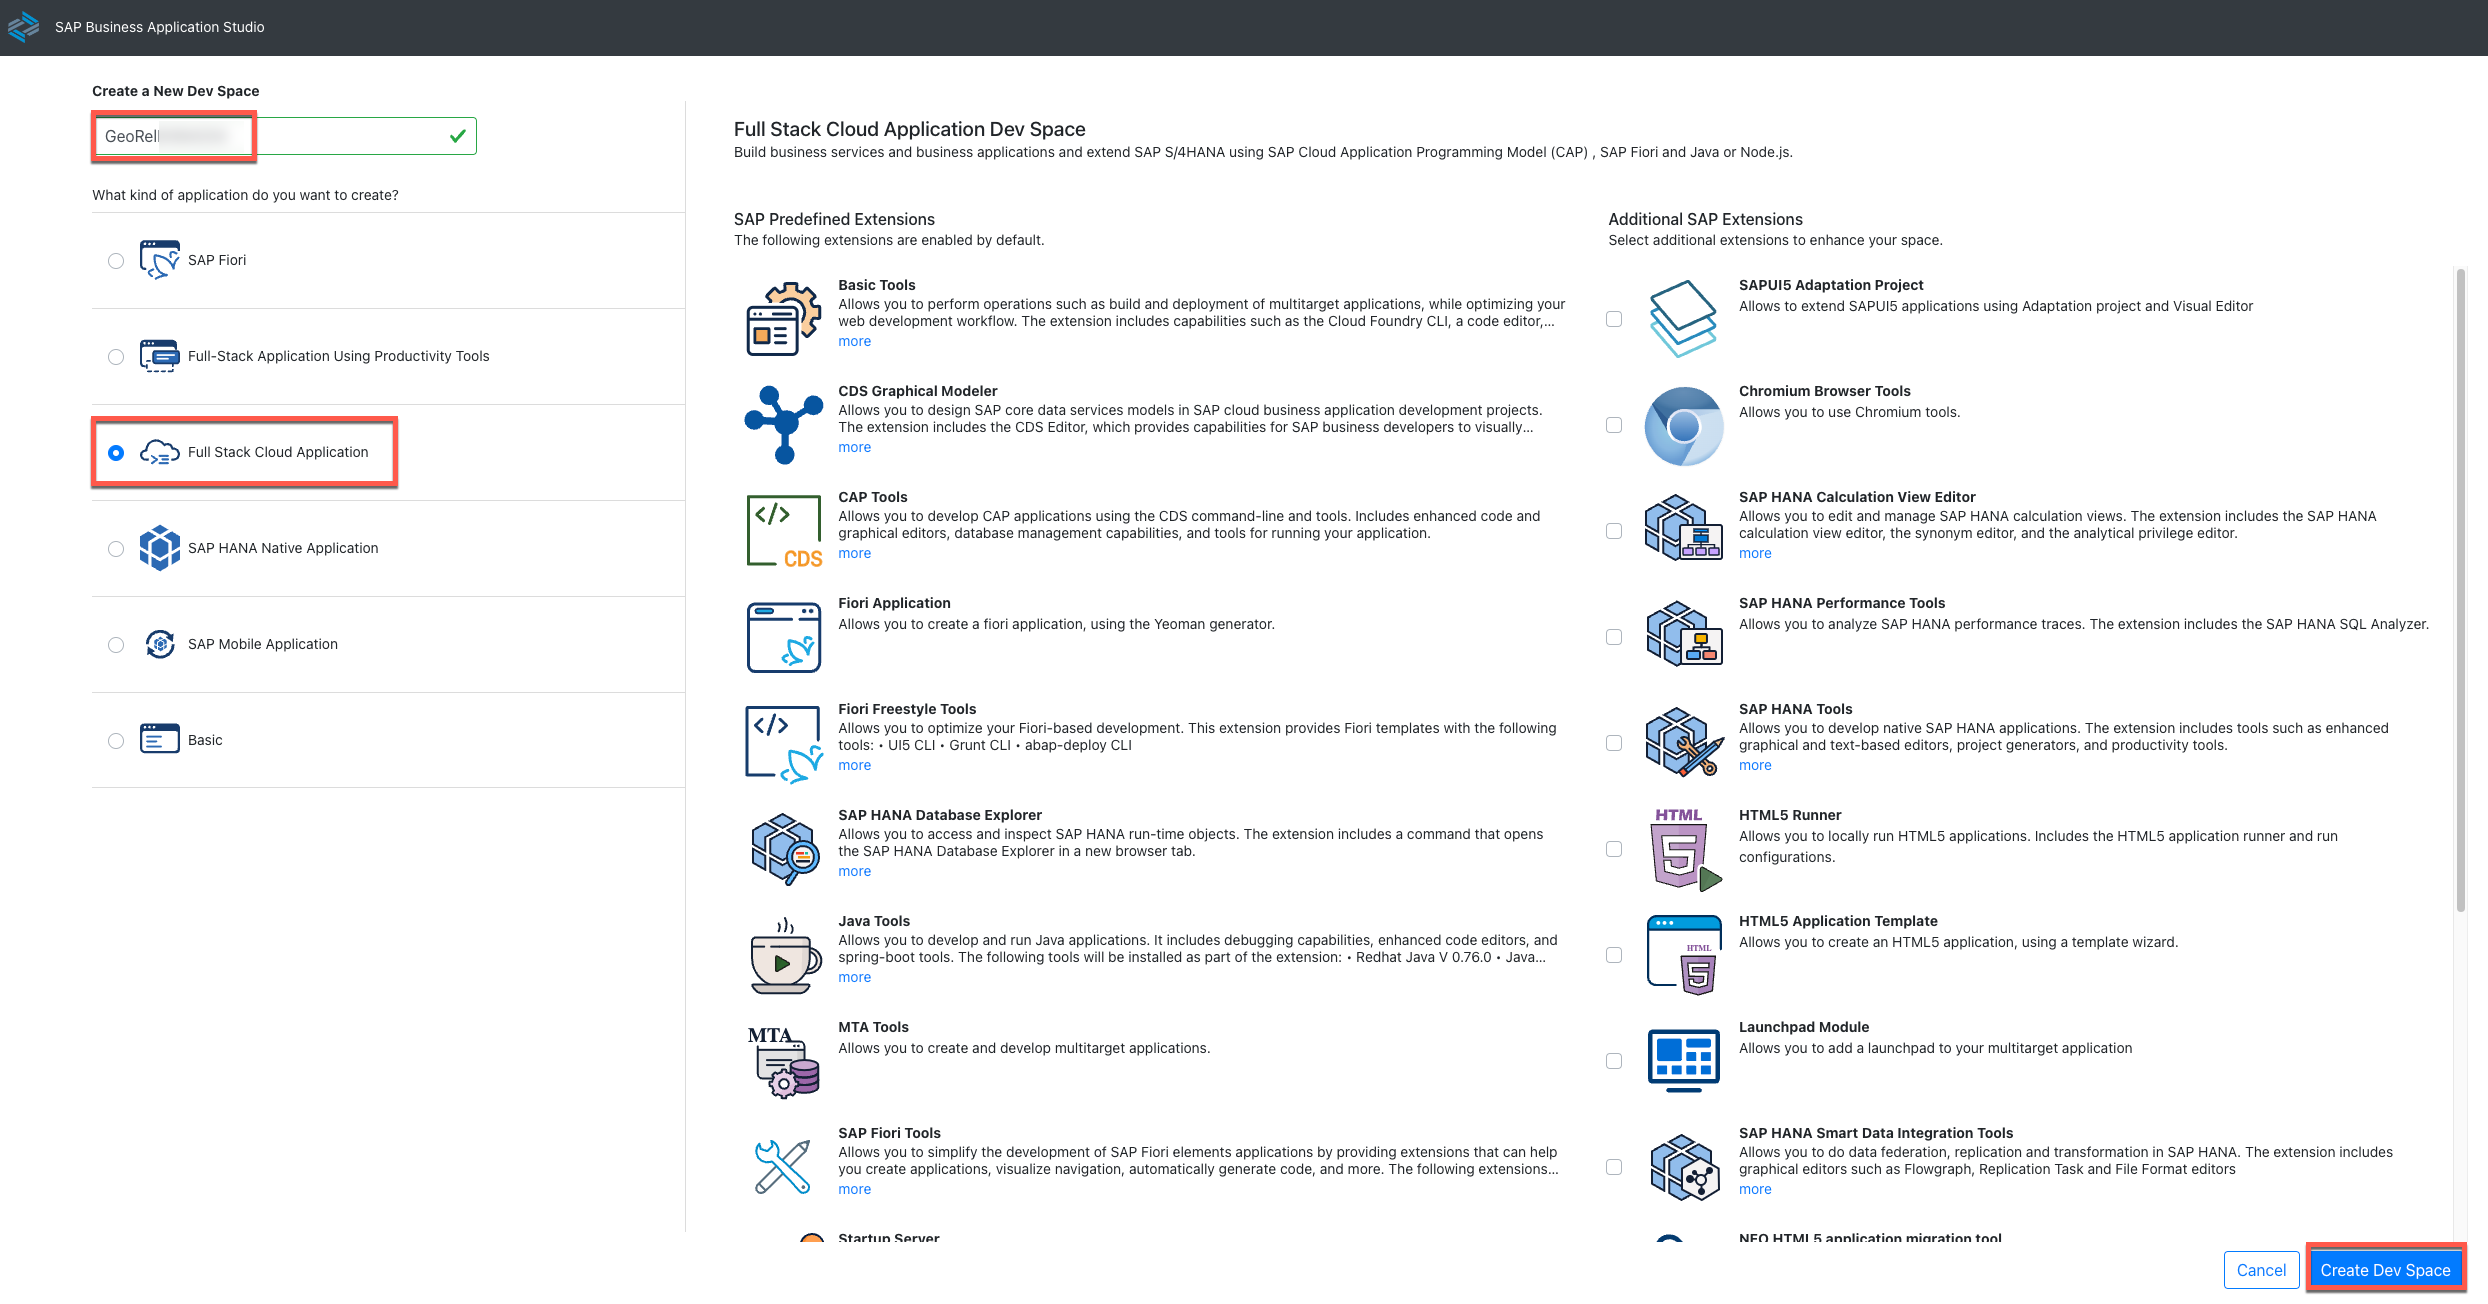 SAP Business Application Studio
Create a New Dev Space
What kind of application do you want to create?
SAP Fiori
Full-Stack Application Using Productivity Tools
Full Stack Cloud Application
SAP HANA Native Application
SAP Mobile Application
Basic
Full Stack Cloud Application Dev Space
Build business services and business applications and extend SAP S/4HANA using SAP Cloud Application Programming Model (CAP) , SAP Fiori and Java or Node.js.
SAP Predefined Extensions
The following extensions are enabled by default.
Basic Tools
Allows you to perform operations such as build and deployment of multitarget applications, while optimizing your
web development workflow. The extension includes capabilities such as the Cloud Foundry CLI, a code editor,...
more
CDS Graphical Modeler
Allows you to design SAP core data services models in SAP cloud business application development projects.
The extension includes the CDS Editor, which provides capabilities for SAP business developers to visually...
more
</>
CDS
CAP Tools
Allows you to develop CAP applications using the CDS command-line and tools. Includes enhanced code and
graphical editors, database management capabilities, and tools for running your application.
more
Fiori Application
Allows you to create a fiori application, using the Yeoman generator.
</>
Fiori Freestyle Tools
Allows you to optimize your Fiori-based development. This extension provides Fiori templates with the following
tools: • UI5 CLI • Grunt CLI • abap-deploy CLI
more
SAP HANA Database Explorer
Allows you to access and inspect SAP HANA run-time objects. The extension includes a command that opens
the SAP HANA Database Explorer in a new browser tab.
more
Java Tools
Allows you to develop and run Java applications. It includes debugging capabilities, enhanced code editors, and
spring-boot tools. The following tools will be installed as part of the extension: • Redhat Java V 0.76.0 • Java...
more
MTA
MTA Tools
Allows you to create and develop multitarget applications.
SAP Fiori Tools
Allows you to simplify the development of SAP Fiori elements applications by providing extensions that can help
you create applications, visualize navigation, automatically generate code, and more. The following extensions...
more
Startup Server
Additional SAP Extensions
Select additional extensions to enhance your space.
SAPUI5 Adaptation Project
Allows to extend SAPUI5 applications using Adaptation project and Visual Editor
Chromium Browser Tools
Allows you to use Chromium tools.
SAP HANA Calculation View Editor
Allows you to edit and manage SAP HANA calculation views. The extension includes the SAP HANA
calculation view editor, the synonym editor, and the analytical privilege editor.
more
SAP HANA Performance Tools
Allows you to analyze SAP HANA performance traces. The extension includes the SAP HANA SQL Analyzer.
SAP HANA Tools
Allows you to develop native SAP HANA applications. The extension includes tools such as enhanced
graphical and text-based editors, project generators, and productivity tools.
more
HTML
5
HTML5 Runner
Allows you to locally run HTML5 applications. Includes the HTML5 application runner and run
configurations.
HTML
5
HTML5 Application Template
Allows you to create an HTML5 application, using a template wizard.
Launchpad Module
Allows you to add a launchpad to your multitarget application
SAP HANA Smart Data Integration Tools
Allows you to do data federation, replication and transformation in SAP HANA. The extension includes
graphical editors such as Flowgraph, Replication Task and File Format editors
more
NEO HTML5 application migration tool
Cancel
Create Dev Space